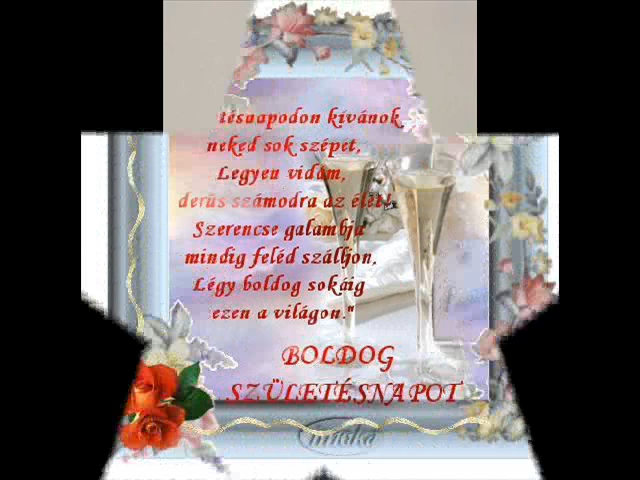 tésnapodon kívánok
neked sok szépet,
Legyen vidám,
derüs számodra az élet!
Szerencse galambja
mindig feléd szálljon,
Légy boldog sokáig
ezen a világon."
BOLDOG
SZÜLETÉSNAPOT